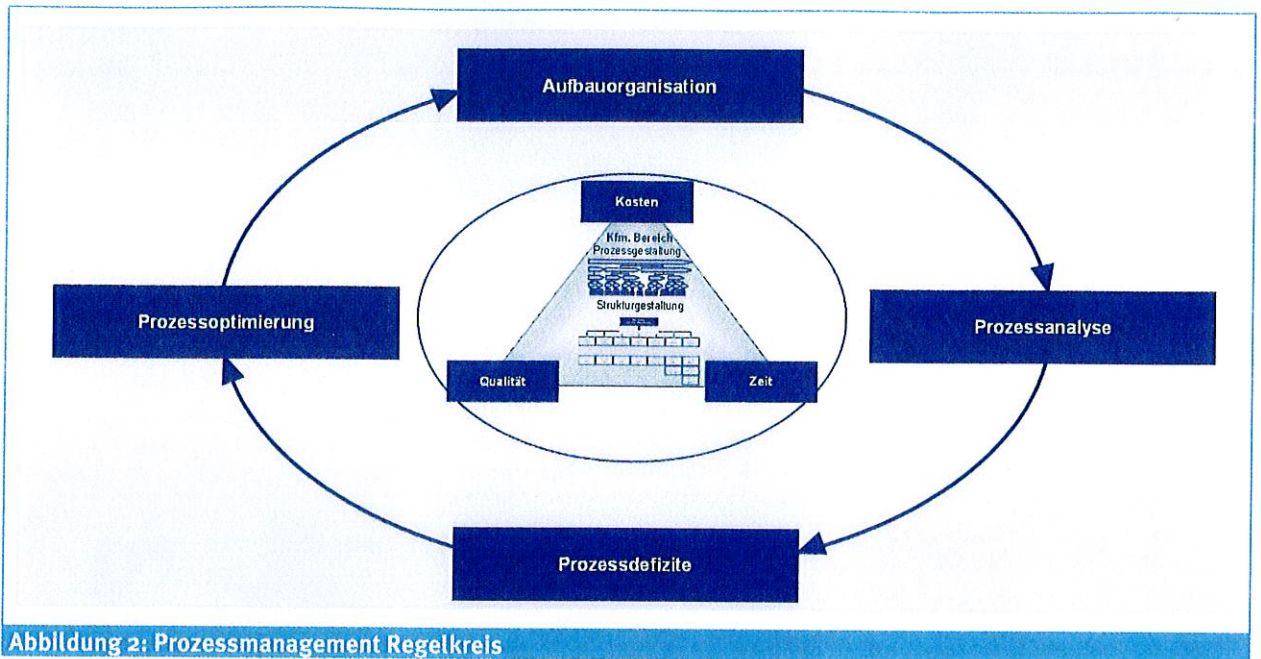 Aufbauorganisation
Kosten
Kfm. Bereich
Prozessgestaltung
Strukturgestaltung
Prozessoptimierung
Prozessanalyse
Qualität
Zeit
Prozessdefizite
Abbildung 2: Prozessmanagement Regelkreis